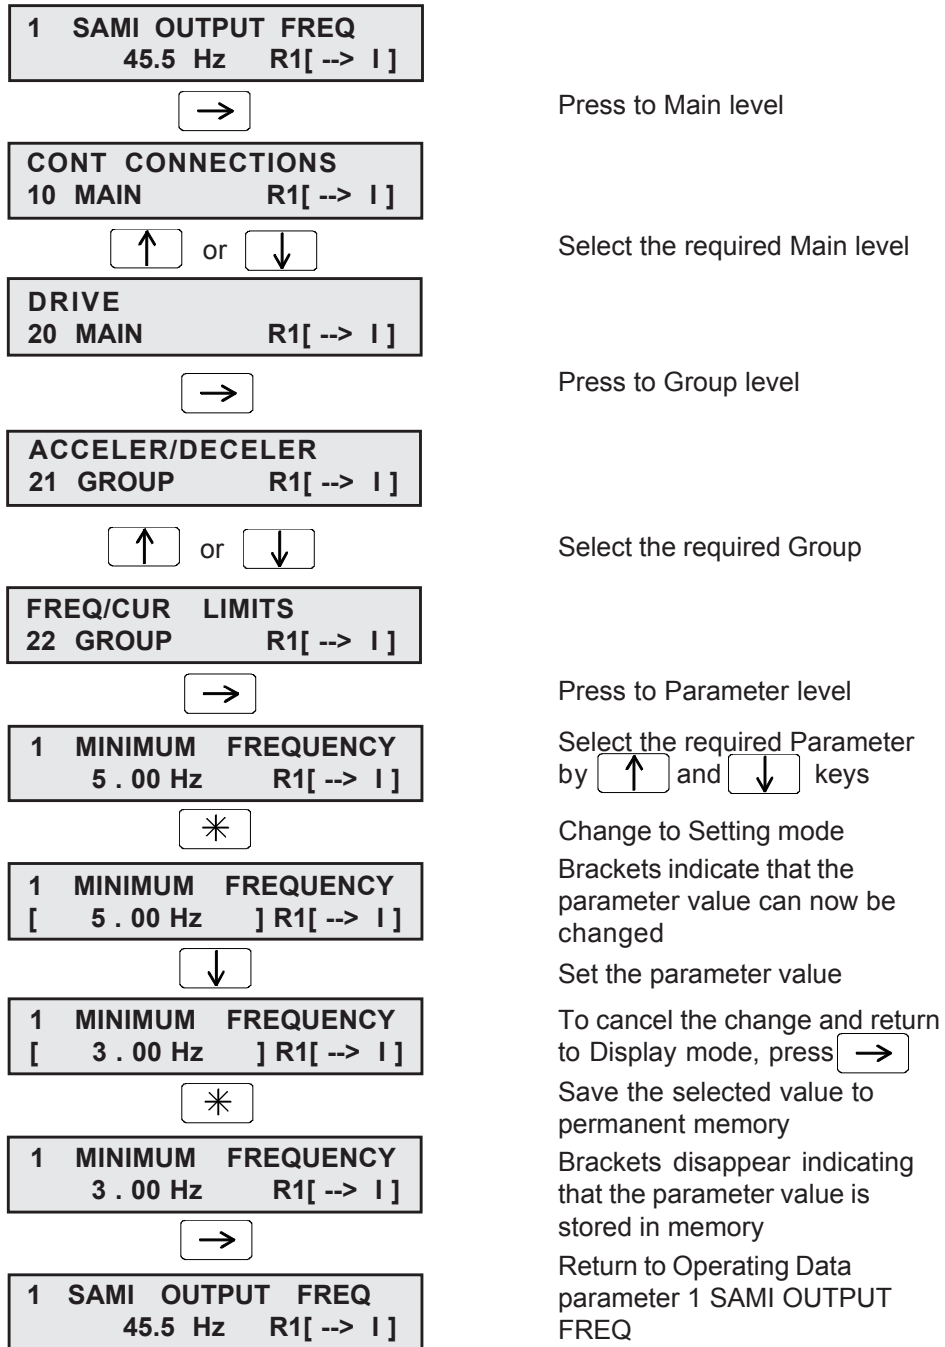 1 SAMI OUTPUT FREQ
45.5 Hz R1[ --> I ]
→
Press to Main level
CONT CONNECTIONS
10 MAIN R1[ --> I ]
↑ or ↓
Select the required Main level
DRIVE
20 MAIN R1[ --> I ]
→
Press to Group level
ACCELER/DECELER
21 GROUP R1[ --> I ]
↑ or ↓
Select the required Group
FREQ/CUR LIMITS
22 GROUP R1[ --> I ]
→
Press to Parameter level
1 MINIMUM FREQUENCY
5 . 00 Hz R1[ --> I ]
Select the required Parameter
by ↑ and ↓ keys
✳
Change to Setting mode
1 MINIMUM FREQUENCY
[ 5 . 00 Hz ] R1[ --> I ]
Brackets indicate that the
parameter value can now be
changed
↓
Set the parameter value
1 MINIMUM FREQUENCY
[ 3 . 00 Hz ] R1[ --> I ]
To cancel the change and return
to Display mode, press →
✳
Save the selected value to
permanent memory
1 MINIMUM FREQUENCY
3 . 00 Hz R1[ --> I ]
Brackets disappear indicating
that the parameter value is
stored in memory
→
1 SAMI OUTPUT FREQ
45.5 Hz R1[ --> I ]
Return to Operating Data
parameter 1 SAMI OUTPUT
FREQ